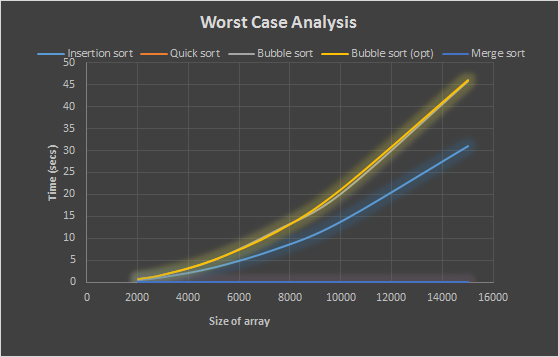 Worst Case Analysis
Insertion sort Quick sort Bubble sort Bubble sort (opt) Merge sort
50
45
40
35
30
25
20
15
10
5
0
Time (secs)
0 2000 4000 6000 8000 10000 12000 14000 16000
Size of array